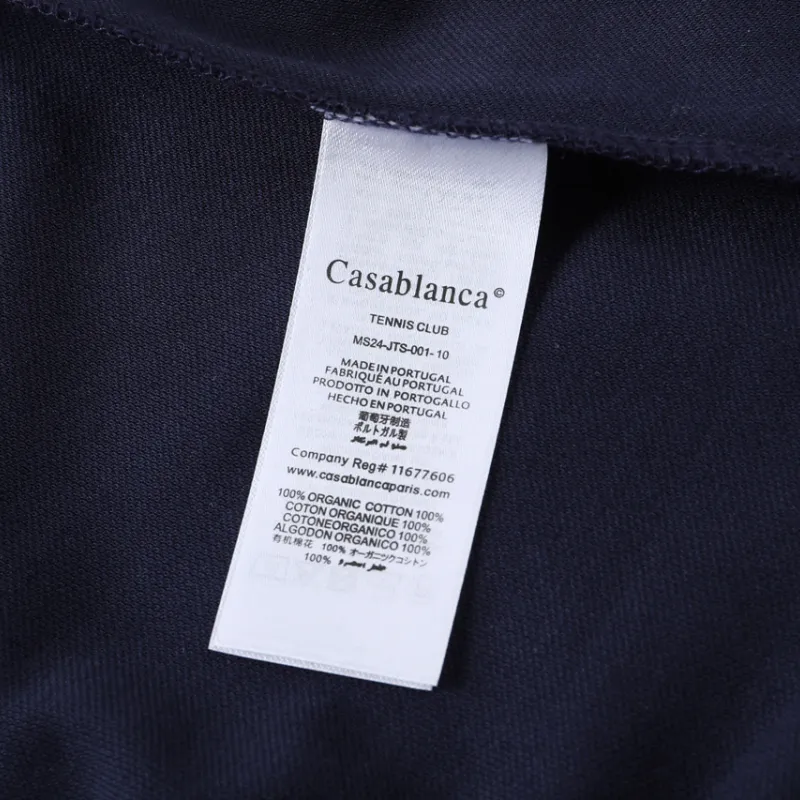 Casablanca©
TENNIS CLUB
MS24-JTS-001- 10
MADE IN PORTUGAL
FABRIQUÉ AU PORTUGAL
PRODOTTO IN PORTOGALLO
HECHO EN PORTUGAL
葡萄牙制造
ポルトガル製
Company Reg# 11677606
www.casablancaparis.com
100% ORGANIC COTTON 100%
COTON ORGANIQUE 100%
COTONEORGANICO 100%
ALGODON ORGANICO 100%
有机棉花 100% オーガニックコットン
100%